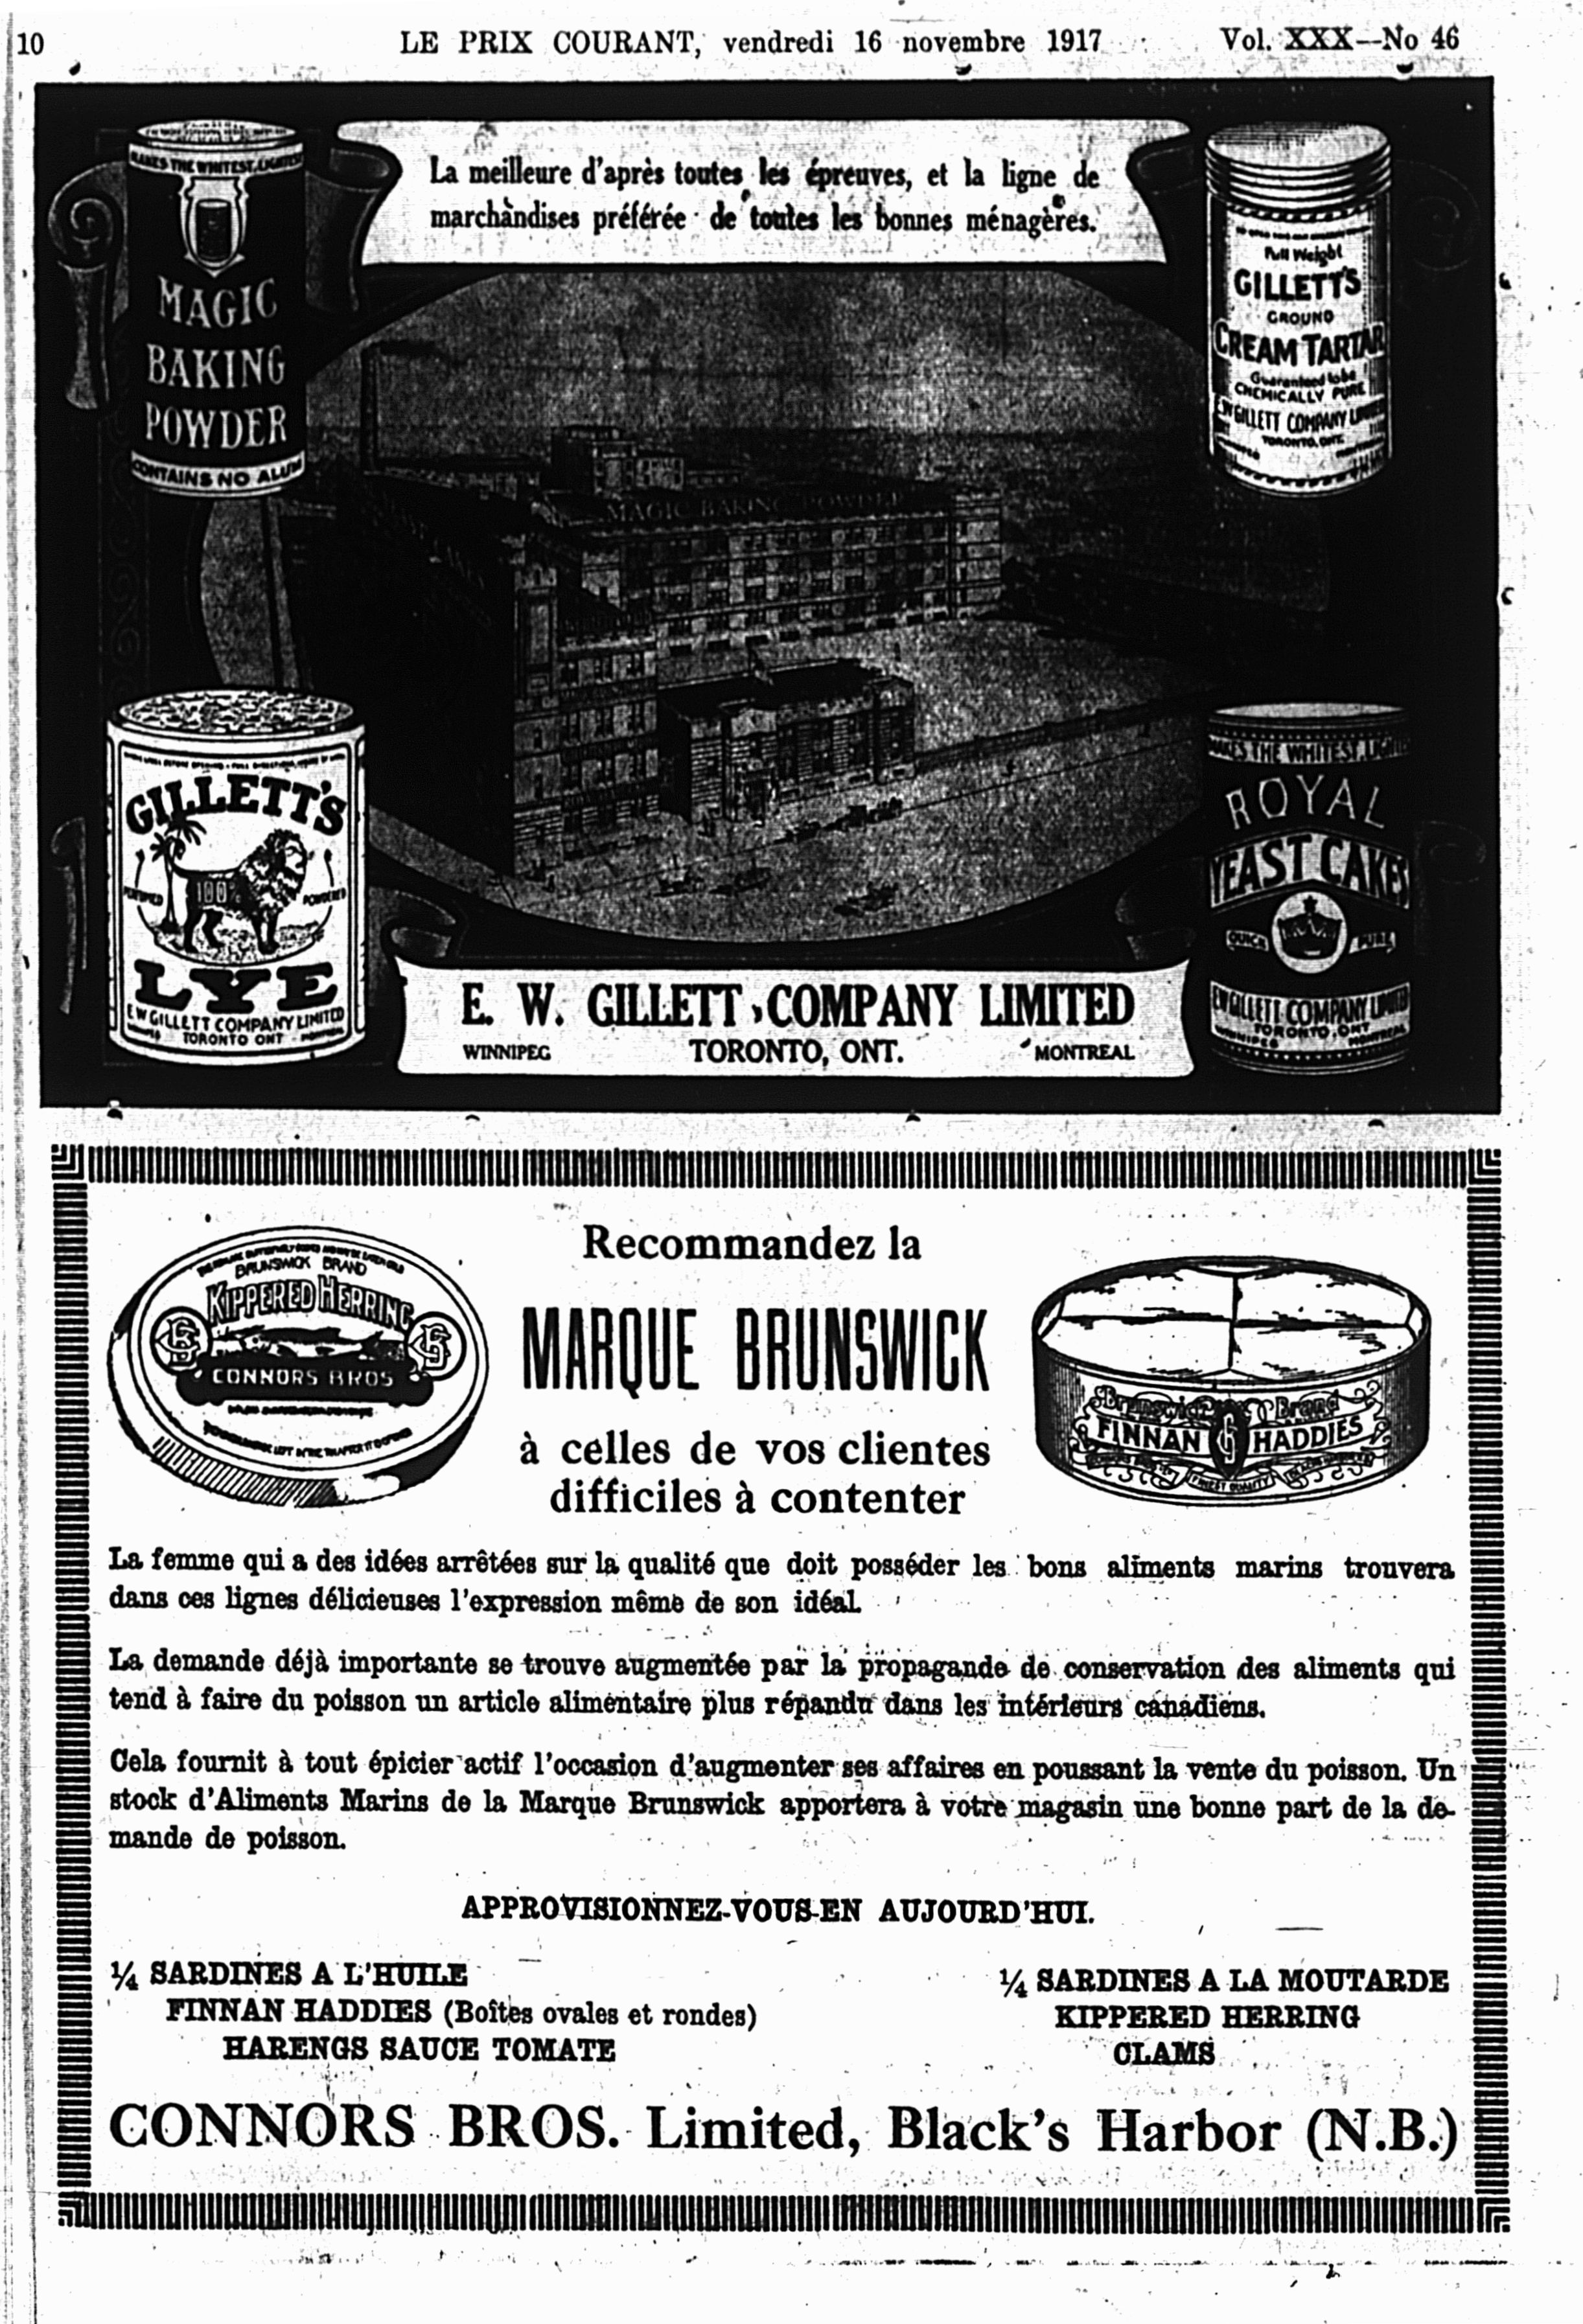 10 LE PRIX COURANT, vendredi 16 novembre 1917 Vol. XXX—No 46
La meilleure d'après toutes les épreuves, et la ligne de
marchandises préférée de toutes les bonnes ménagères.
MAKES THE WHITEST, LIGHTEST
MAGIC
BAKING
POWDER
CONTAINS NO ALUM
Full Weight
GILLETT'S
GROUND
CREAM TARTAR
Guaranteed to be
CHEMICALLY PURE
E.W. GILLETT COMPANY LIMITED
TORONTO, ONT.
MAGIC BAKING POWDER
GILLETT'S
100%
PERFUMED POWDERED
LYE
E W GILLETT COMPANY LIMITED
TORONTO ONT
MAKES THE WHITEST, LIGHT
ROYAL
YEAST CAKES
QUICK PURE
E W GILLETT COMPANY LIMITED
TORONTO, ONT
WINNIPEG MONTREAL
E. W. GILLETT COMPANY LIMITED
WINNIPEG TORONTO, ONT. MONTREAL
BRUNSWICK BRAND
KIPPERED HERRING
CONNORS BROS
Recommandez la
MARQUE BRUNSWICK
à celles de vos clientes
difficiles à contenter
Brunswick Brand
FINNAN HADDIES
FINEST QUALITY
La femme qui a des idées arrêtées sur la qualité que doit posséder les bons aliments marins trouvera
dans ces lignes délicieuses l'expression même de son idéal.
La demande déjà importante se trouve augmentée par la propagande de conservation des aliments qui
tend à faire du poisson un article alimentaire plus répandu dans les intérieurs canadiens.
Cela fournit à tout épicier actif l'occasion d'augmenter ses affaires en poussant la vente du poisson. Un
stock d'Aliments Marins de la Marque Brunswick apportera à votre magasin une bonne part de la de-
mande de poisson.
APPROVISIONNEZ-VOUS-EN AUJOURD'HUI.
¼ SARDINES A L'HUILE
FINNAN HADDIES (Boîtes ovales et rondes)
HARENGS SAUCE TOMATE
¼ SARDINES A LA MOUTARDE
KIPPERED HERRING
CLAMS
CONNORS BROS. Limited, Black's Harbor (N.B.)